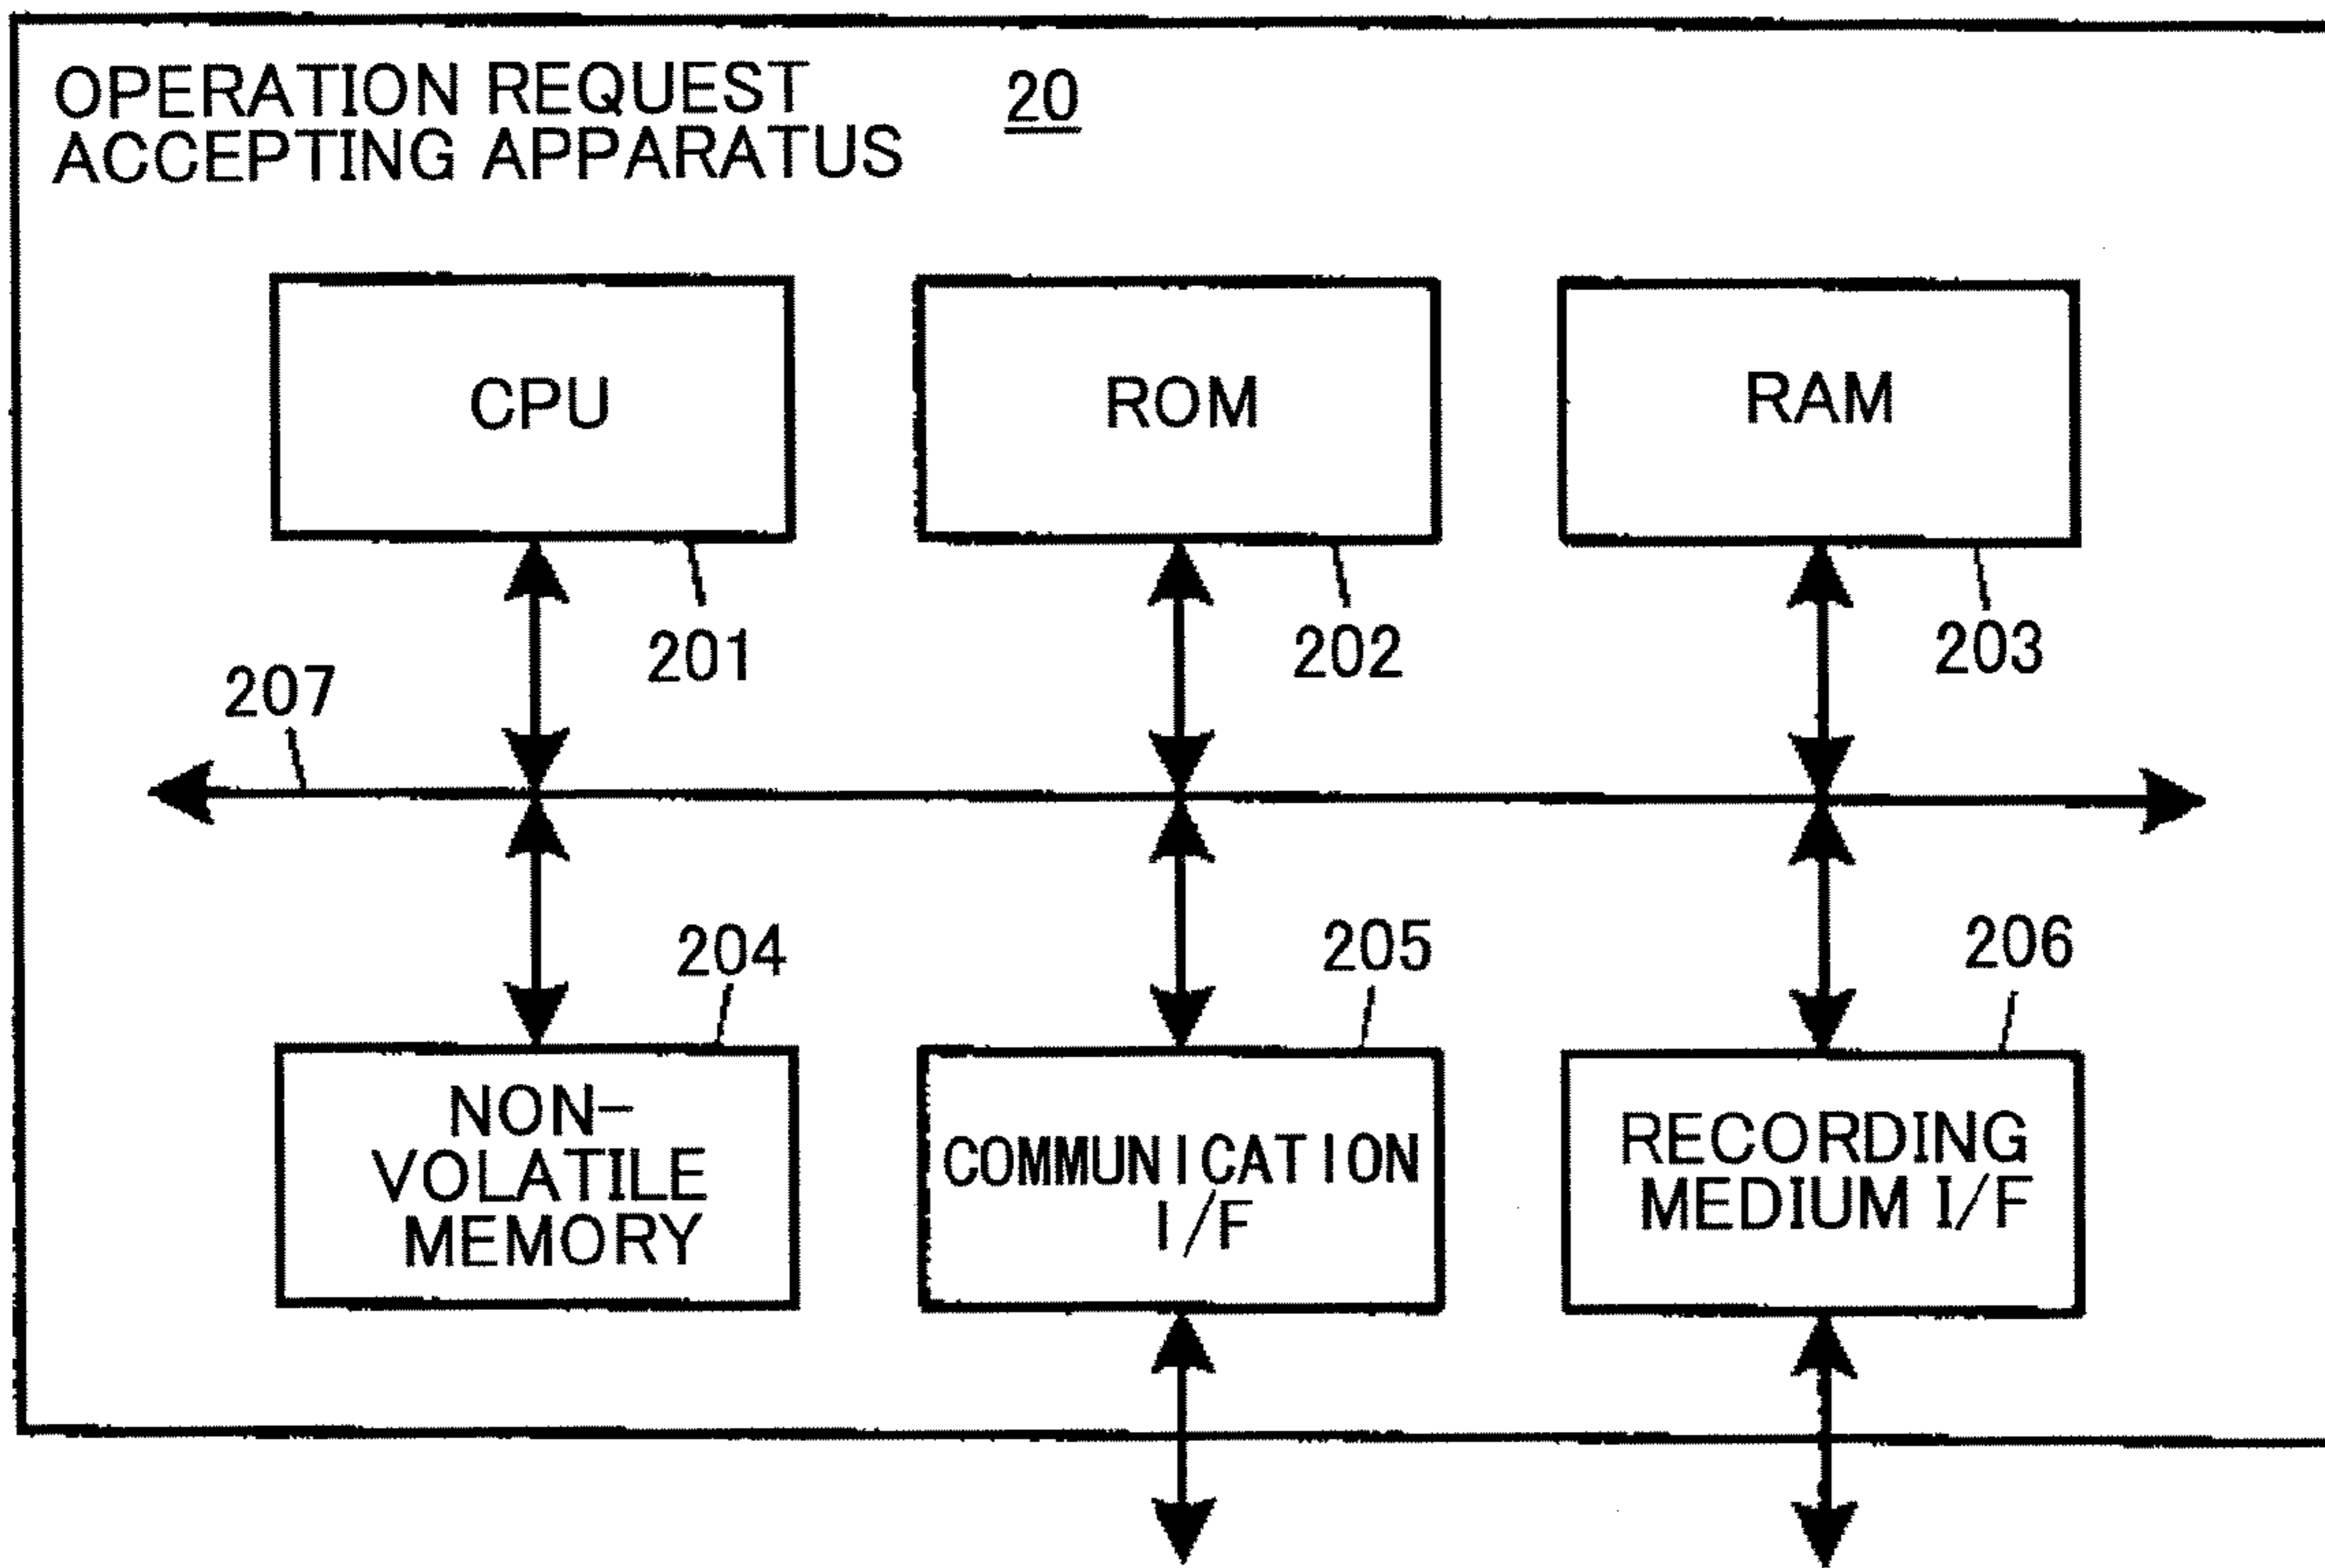 OPERATION REQUEST
ACCEPTING APPARATUS
20
CPU
ROM
RAM
201
202
203
207
204
205
206
NON-
VOLATILE
MEMORY
COMMUNICATION
I/F
RECORDING
MEDIUM I/F